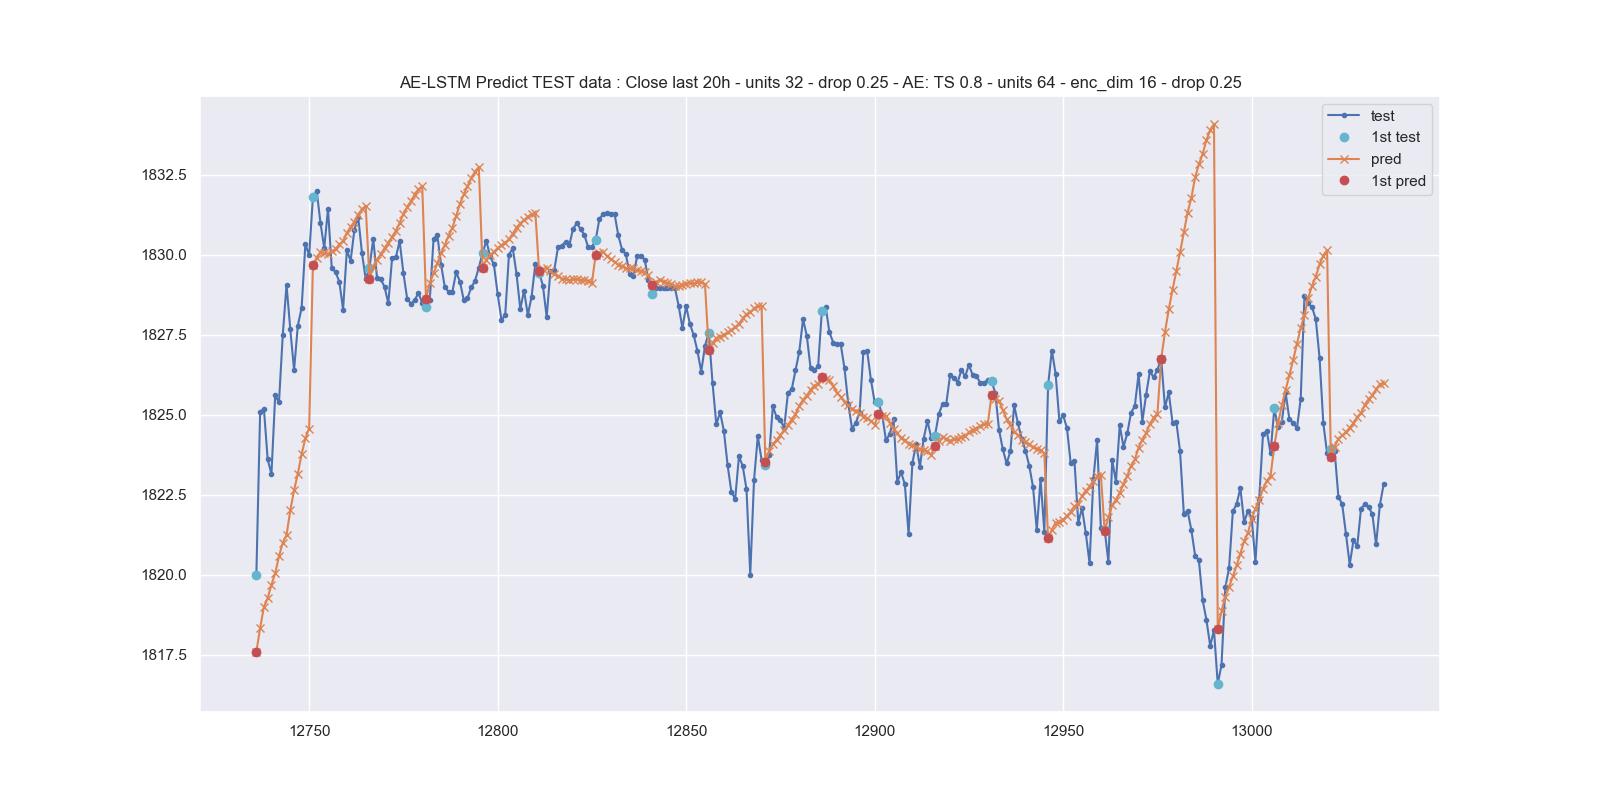 AE-LSTM Predict TEST data : Close last 20h - units 32 - drop 0.25 - AE: TS 0.8 - units 64 - enc_dim 16 - drop 0.25
test
1st test
pred
1st pred
1832.5
1830.0
1827.5
1825.0
1822.5
1820.0
1817.5
12750 12800 12850 12900 12950 13000